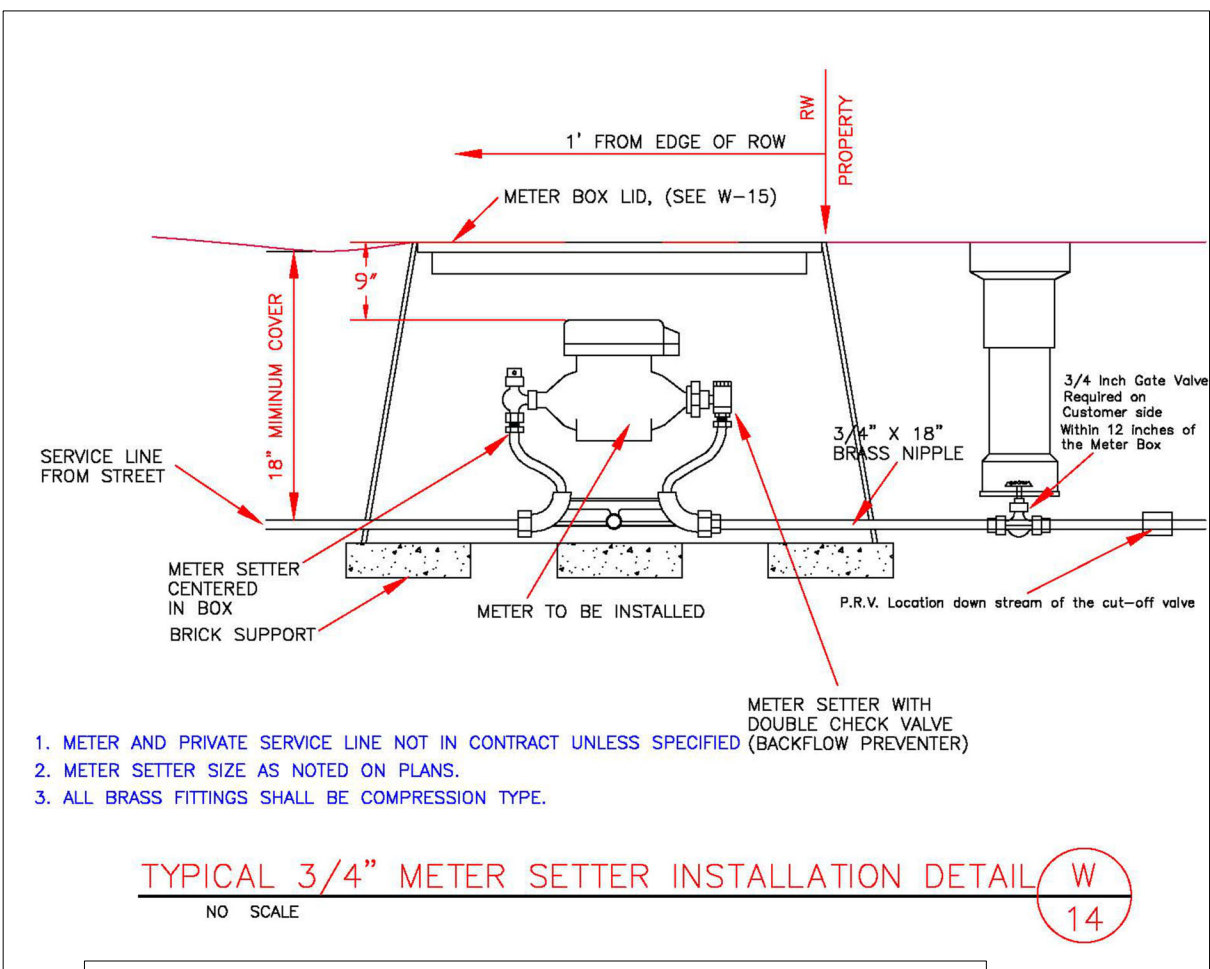 RW
PROPERTY
1' FROM EDGE OF ROW
METER BOX LID, (SEE W-15)
9"
18" MIMINUM COVER
SERVICE LINE
FROM STREET
3/4" X 18"
BRASS NIPPLE
3/4 Inch Gate Valve
Required on
Customer side
Within 12 inches of
the Meter Box
METER SETTER
CENTERED
IN BOX
BRICK SUPPORT
METER TO BE INSTALLED
P.R.V. Location down stream of the cut-off valve
METER SETTER WITH
DOUBLE CHECK VALVE
(BACKFLOW PREVENTER)
1. METER AND PRIVATE SERVICE LINE NOT IN CONTRACT UNLESS SPECIFIED
2. METER SETTER SIZE AS NOTED ON PLANS.
3. ALL BRASS FITTINGS SHALL BE COMPRESSION TYPE.
TYPICAL 3/4" METER SETTER INSTALLATION DETAIL
NO SCALE
W
14